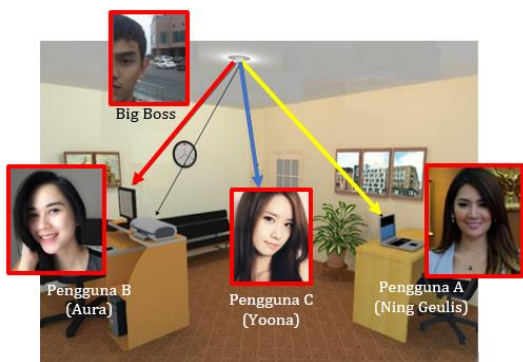 Big Boss
Pengguna B
(Aura)
Pengguna C
(Yoona)
Pengguna A
(Ning Geulis)